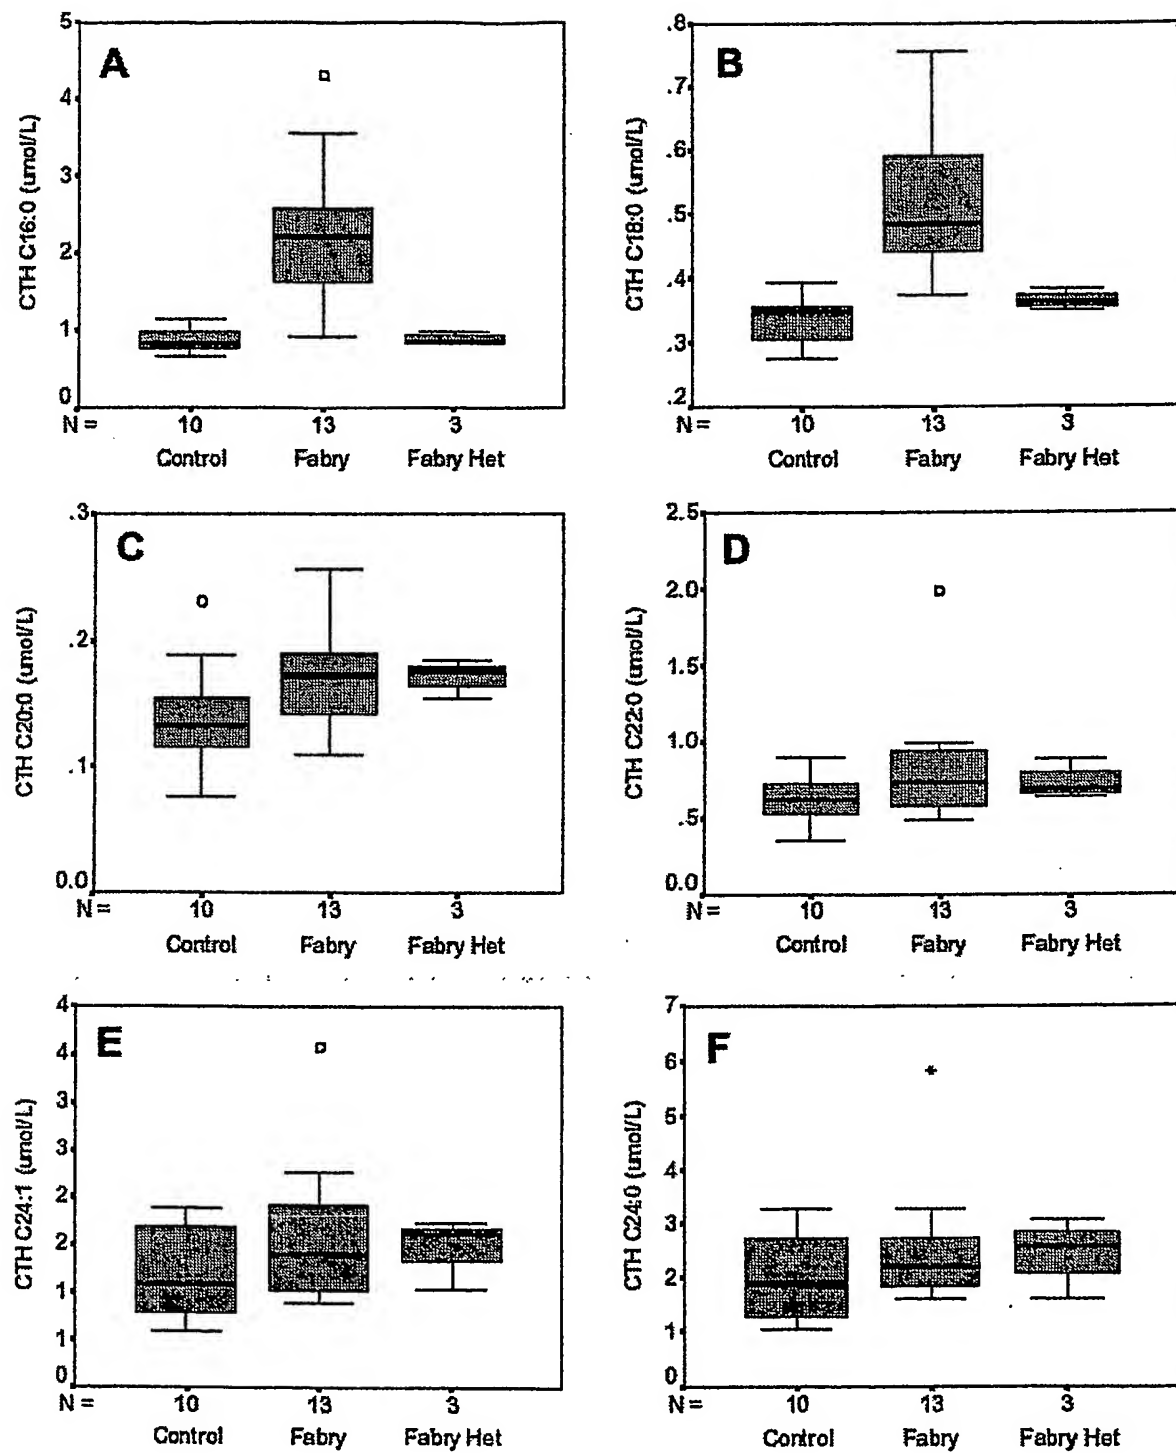 A
CTH C16:0 (umol/L)
5
4
3
2
1
0
N =
10
13
3
Control
Fabry
Fabry Het
B
CTH C18:0 (umol/L)
.8
.7
.6
.5
.4
.3
.2
N =
10
13
3
Control
Fabry
Fabry Het
C
CTH C20:0 (umol/L)
.3
.2
.1
0.0
N =
10
13
3
Control
Fabry
Fabry Het
D
CTH C22:0 (umol/L)
2.5
2.0
1.5
1.0
.5
0.0
N =
10
13
3
Control
Fabry
Fabry Het
E
CTH C24:1 (umol/L)
4
4
3
3
2
2
1
1
0
N =
10
13
3
Control
Fabry
Fabry Het
F
CTH C24:0 (umol/L)
7
6
5
4
3
2
1
0
N =
10
13
3
Control
Fabry
Fabry Het